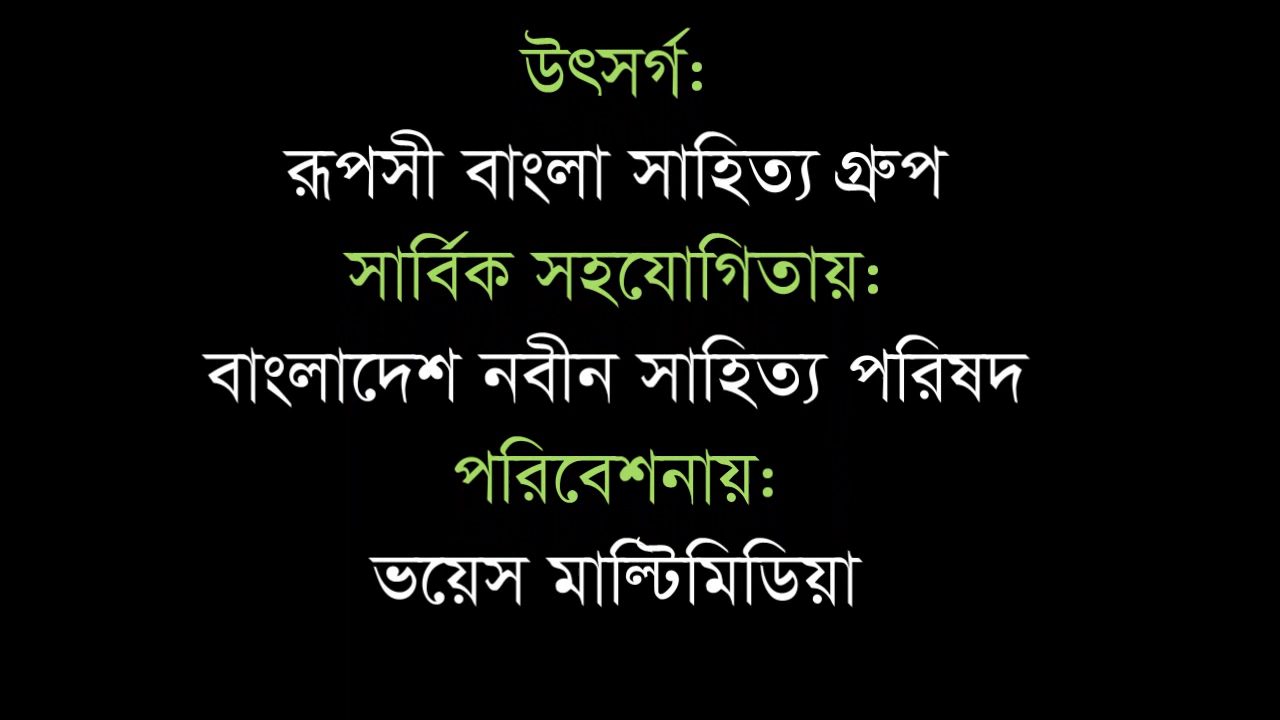 উৎসর্গ:
রূপসী বাংলা সাহিত্য গ্রুপ
সার্বিক সহযোগিতায়:
বাংলাদেশ নবীন সাহিত্য পরিষদ
পরিবেশনায়:
ভয়েস মাল্টিমিডিয়া